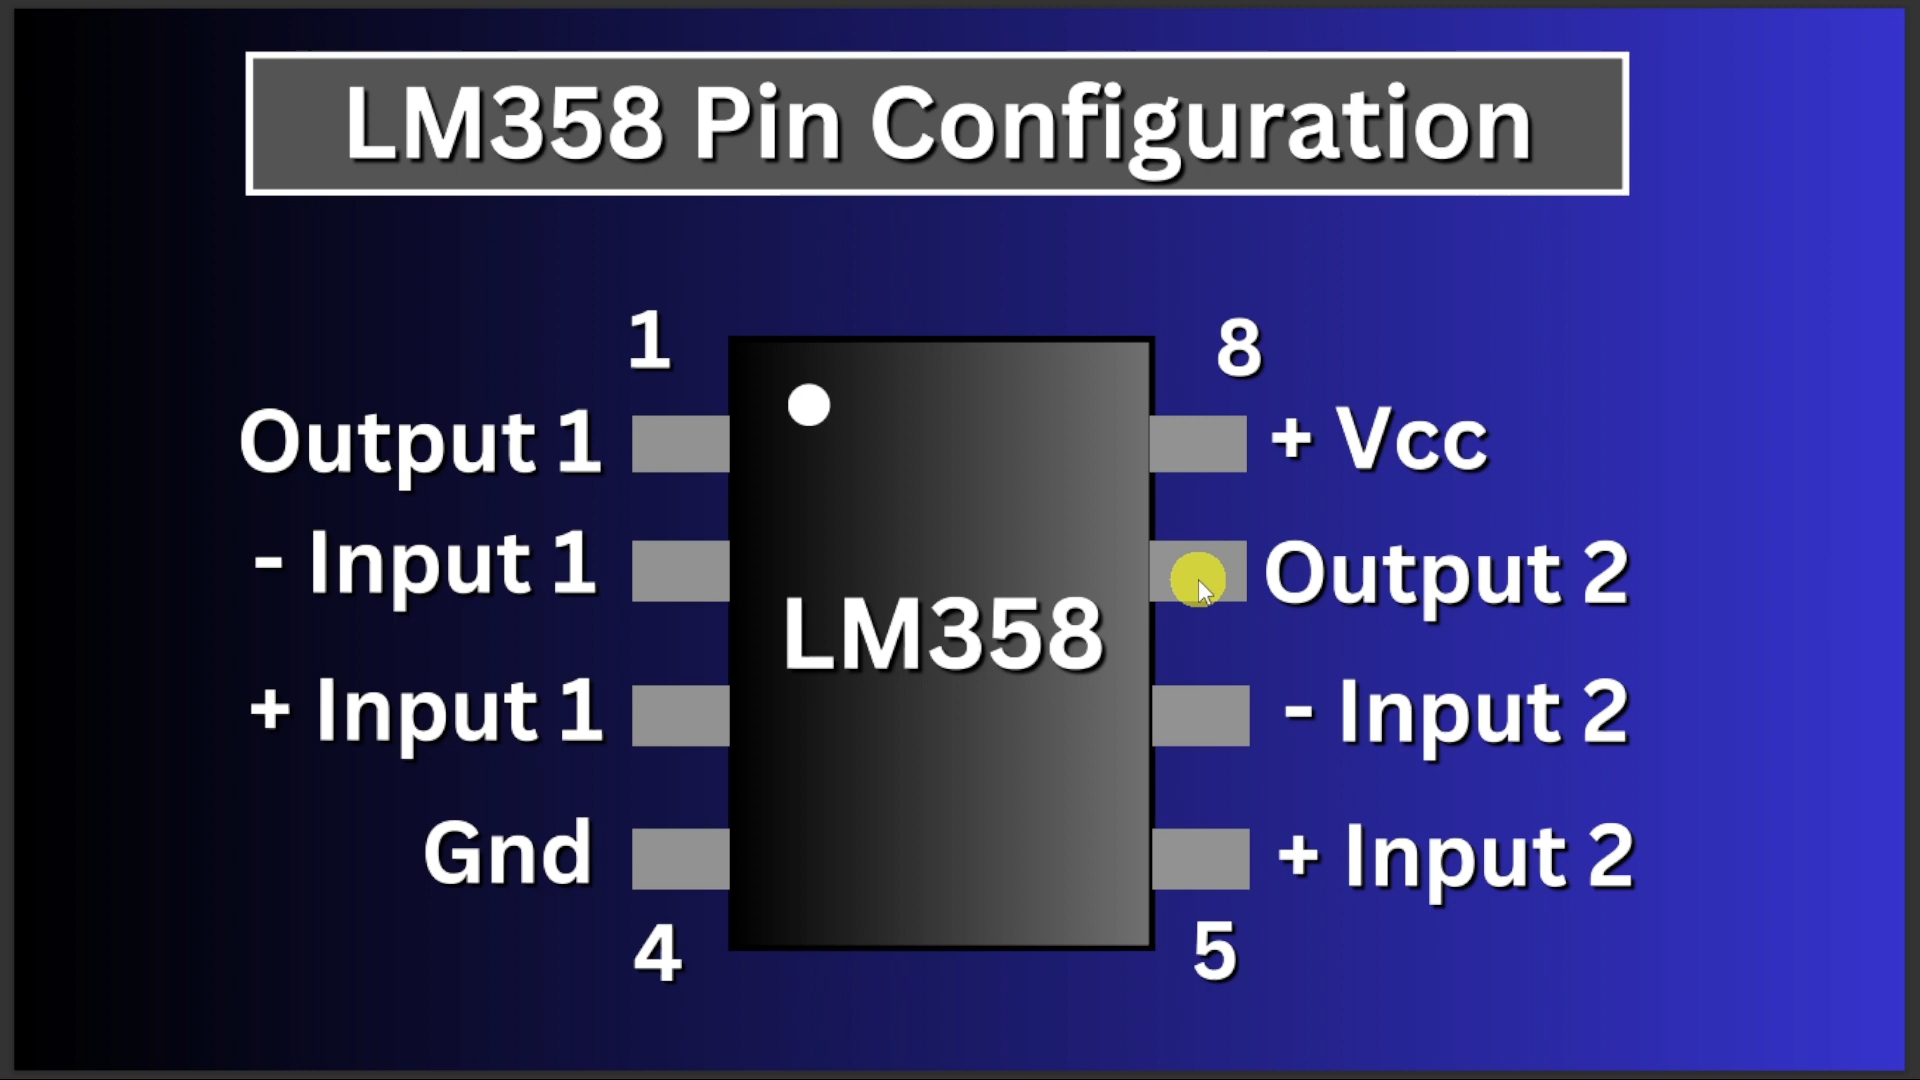 LM358 Pin Configuration
1
8
Output 1
+ Vcc
- Input 1
Output 2
LM358
+ Input 1
- Input 2
Gnd
+ Input 2
4
5